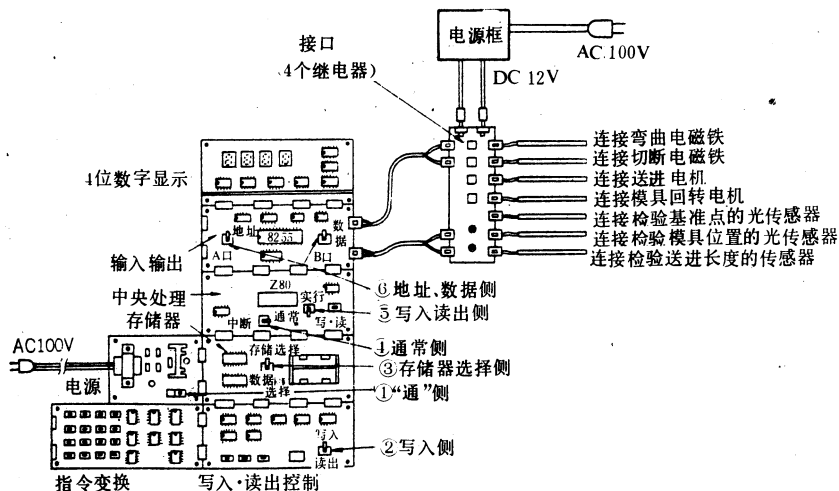 电源框
AC 100V
DC 12V
接口
(4个继电器)
连接弯曲电磁铁
连接切断电磁铁
连接送进电机
连接模具回转电机
连接检验基准点的光传感器
连接检验模具位置的光传感器
连接检验送进长度的传感器
4位数字显示
地址
8255
数据
A口
B口
输入输出
中央处理
存储器
Z80
实行
通常
中断
写·读
⑥地址、数据侧
⑤写入读出侧
④通常侧
存储选择
③存储器选择侧
数据
选择
①“通”侧
AC100V
电源
写入
读出
②写入侧
指令变换
写入·读出控制